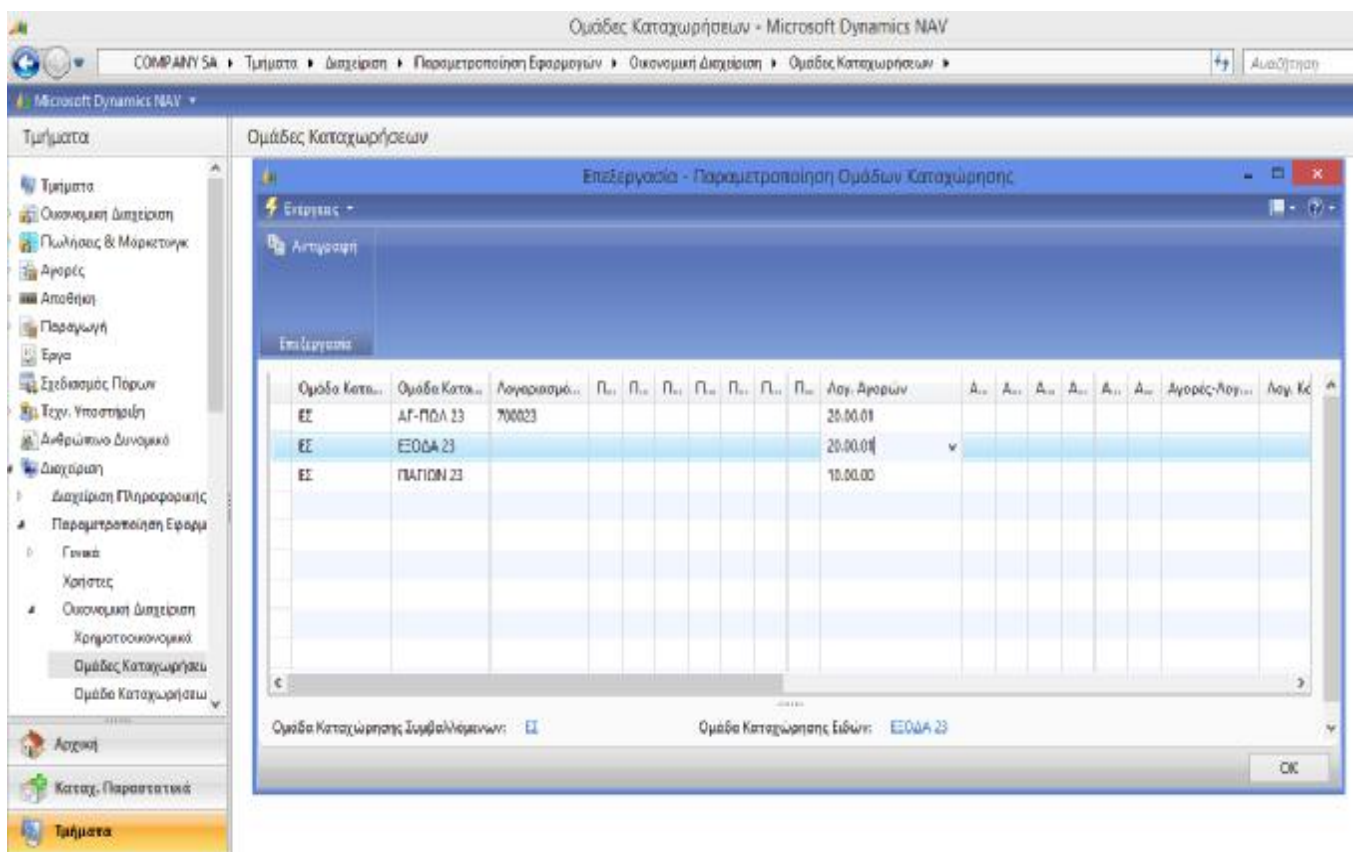 Ομάδες Καταχωρήσεων - Microsoft Dynamics NAV
COMPANY SA ▸ Τμήματα ▸ Διαχείριση ▸ Παραμετροποίηση Εφαρμογών ▸ Οικονομική Διαχείριση ▸ Ομάδες Καταχωρήσεων ▸ Αναζήτηση
Microsoft Dynamics NAV
Τμήματα
Ομάδες Καταχωρήσεων
Επεξεργασία - Παραμετροποίηση Ομάδων Καταχώρησης
Ενέργειες
Αντιγραφή
Επεξεργασία
Τμήματα
Οικονομική Διαχείριση
Πωλήσεις & Μάρκετινγκ
Αγορές
Αποθήκη
Παραγωγή
Έργα
Σχεδιασμός Πόρων
Τεχν. Υποστήριξη
Ανθρώπινο Δυναμικό
Διαχείριση
Διαχείριση Πληροφορικής
Παραμετροποίηση Εφαρμ
Γενικά
Χρήστες
Οικονομική Διαχείριση
Χρηματοοικονομικά
Ομάδες Καταχωρήσεω
Ομάδα Καταχωρήσεω
Ομάδα Κατα... Ομάδα Κατα... Λογαριασμό... Π... Π... Π... Π... Π... Π... Π... Λογ. Αγορών Α... Α... Α... Α... Α... Α... Αγορές-Λογ... Λογ. Κό
ΕΣ ΑΓ-ΠΩΛ 23 700023 20.00.01
ΕΣ ΕΞΟΔΑ 23 20.00.01
ΕΣ ΠΑΓΙΩΝ 23 10.00.00
Ομάδα Καταχώρησης Συμβαλλόμενων: ΕΣ Ομάδα Καταχώρησης Ειδών: ΕΞΟΔΑ 23
OK
Αρχική
Καταχ. Παραστατικά
Τμήματα